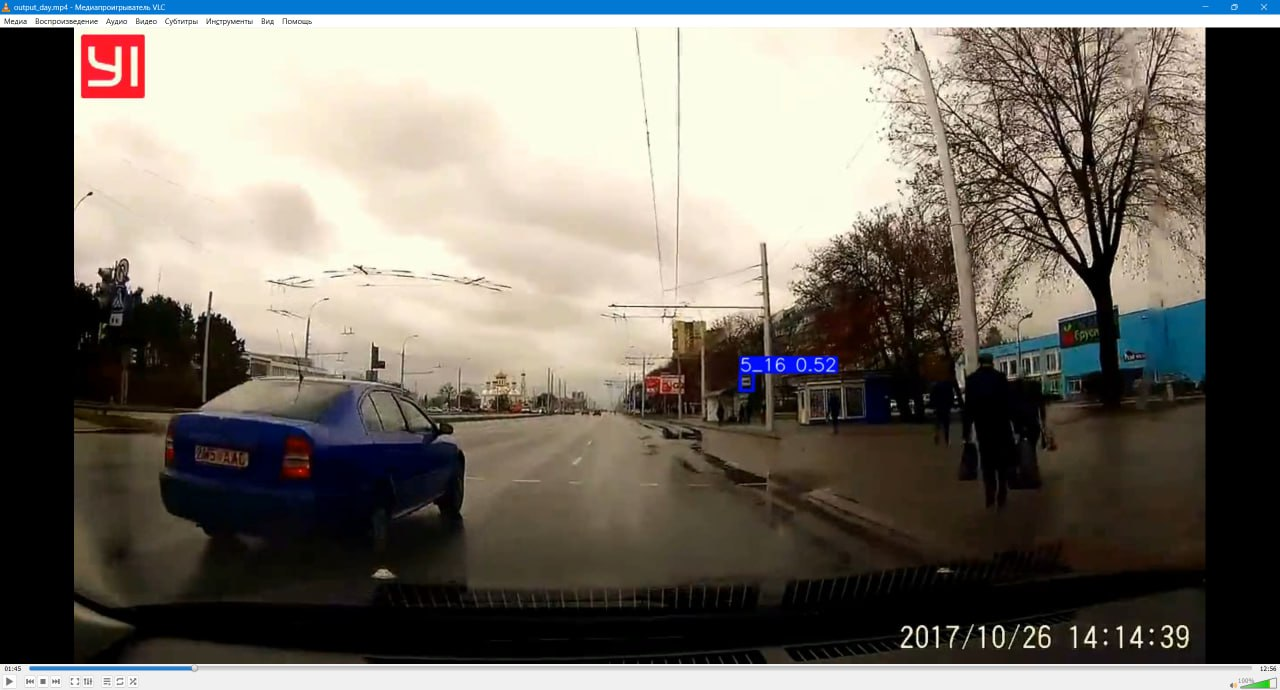 output_day.mp4 - Медиапроигрыватель VLC
Медиа Воспроизведение Аудио Видео Субтитры Инструменты Вид Помощь
YI
5_16 0.52
2017/10/26 14:14:39
01:45
12:56
100%